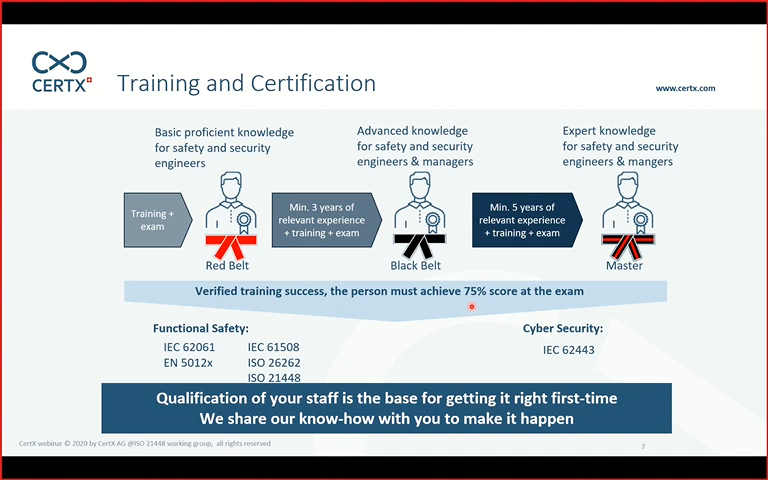 CERTX
Training and Certification
www.certx.com
Basic proficient knowledge
for safety and security
engineers
Advanced knowledge
for safety and security
engineers & managers
Expert knowledge
for safety and security
engineers & mangers
Training +
exam
Min. 3 years of
relevant experience
+ training + exam
Min. 5 years of
relevant experience
+ training + exam
Red Belt
Black Belt
Master
Verified training success, the person must achieve 75% score at the exam
Functional Safety:
IEC 62061
EN 5012x
IEC 61508
ISO 26262
ISO 21448
Cyber Security:
IEC 62443
Qualification of your staff is the base for getting it right first-time
We share our know-how with you to make it happen
CertX webinar © 2020 by CertX AG @ISO 21448 working group, all rights reserved
7